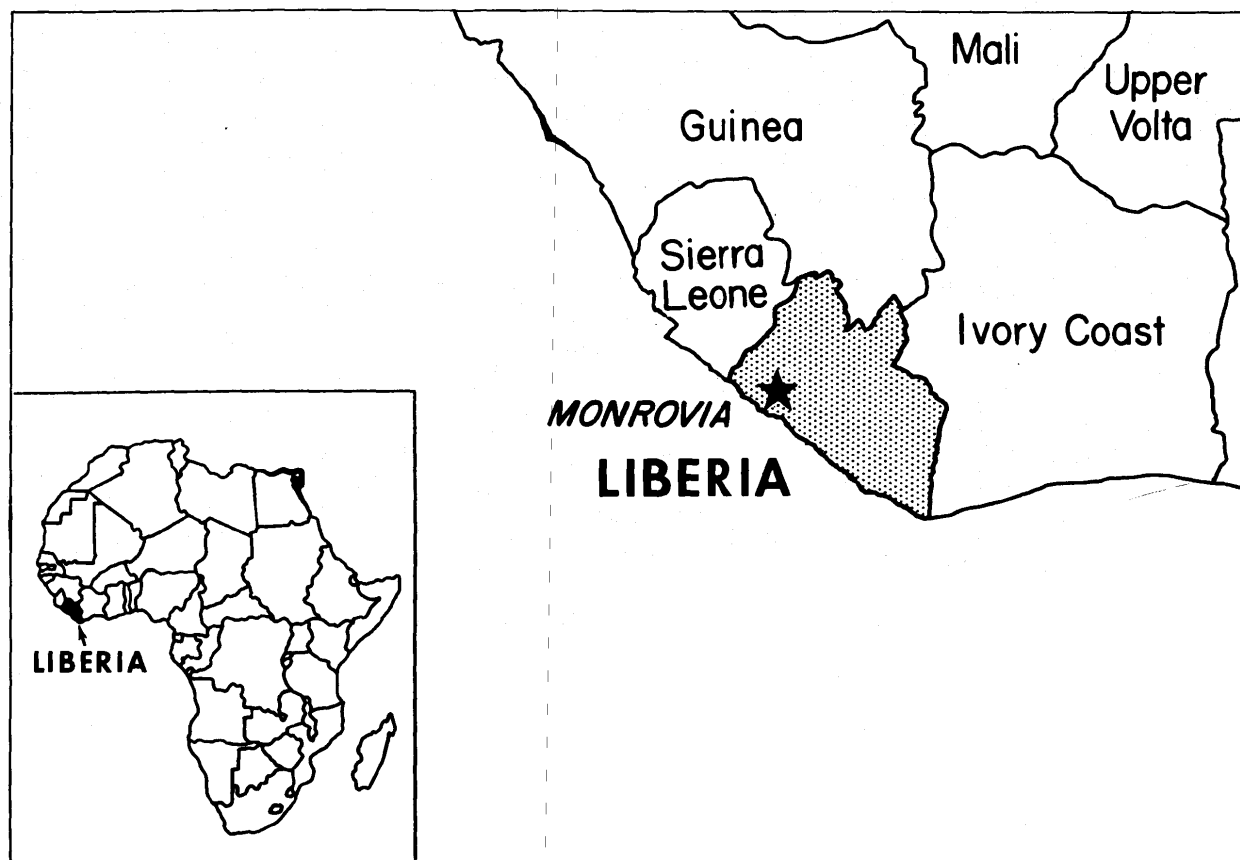 Mali
Upper
Volta
Guinea
Sierra
Leone
Ivory Coast
MONROVIA
LIBERIA
LIBERIA